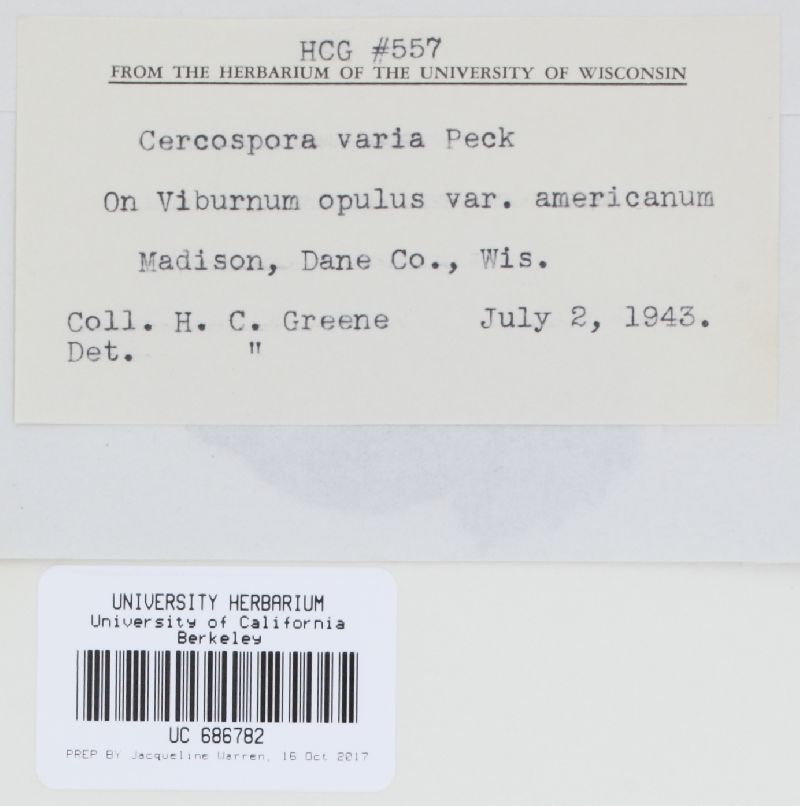 HCG #557
FROM THE HERBARIUM OF THE UNIVERSITY OF WISCONSIN
Cercospora varia Peck
On Viburnum opulus var. americanum
Madison, Dane Co., Wis.
Coll. H. C. Greene July 2, 1943.
Det. "
UNIVERSITY HERBARIUM
University of California
Berkeley
UC 686782
PREP BY Jacqueline Warren, 16 Oct 2017